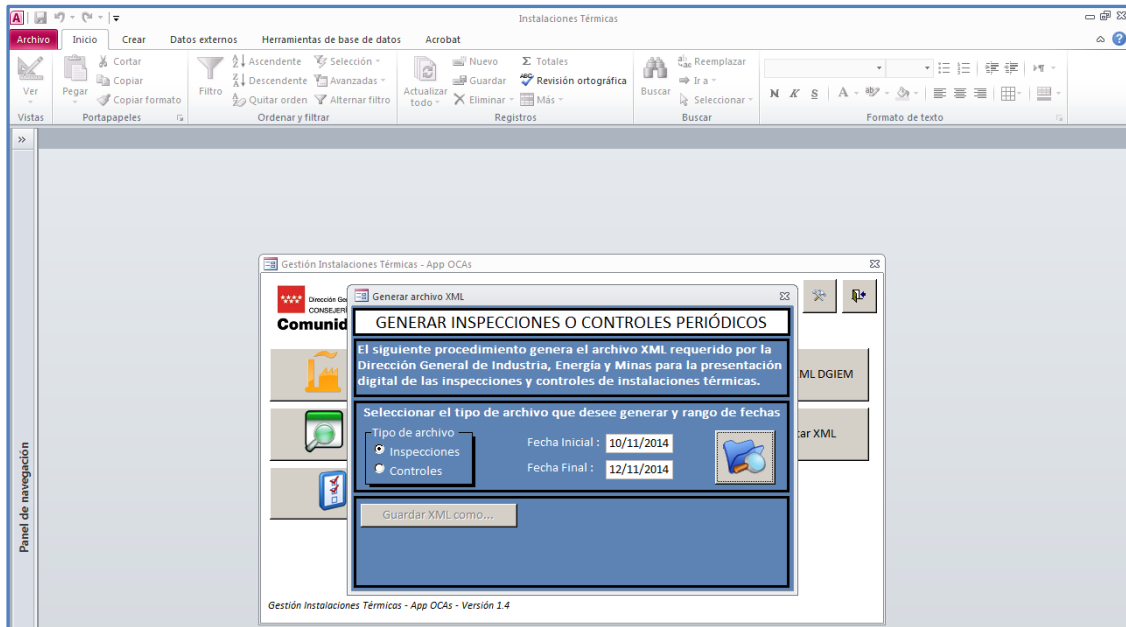 Instalaciones Térmicas
Archivo Inicio Crear Datos externos Herramientas de base de datos Acrobat
Ver
Vistas
Pegar
Cortar
Copiar
Copiar formato
Portapapeles
Filtro
Ascendente
Descendente
Quitar orden
Selección
Avanzadas
Alternar filtro
Ordenar y filtrar
Actualizar
todo
Nuevo
Guardar
Eliminar
Σ Totales
Revisión ortográfica
Más
Registros
Buscar
Reemplazar
Ir a
Seleccionar
Buscar
N K S A
Formato de texto
Panel de navegación
Gestión Instalaciones Térmicas - App OCAs
Dirección Ge
CONSEJERÍ
Comunid
ML DGIEM
ar XML
Generar archivo XML
GENERAR INSPECCIONES O CONTROLES PERIÓDICOS
El siguiente procedimiento genera el archivo XML requerido por la
Dirección General de Industria, Energía y Minas para la presentación
digital de las inspecciones y controles de instalaciones térmicas.
Seleccionar el tipo de archivo que desee generar y rango de fechas
Tipo de archivo
Inspecciones
Controles
Fecha Inicial : 10/11/2014
Fecha Final : 12/11/2014
Guardar XML como...
Gestión Instalaciones Térmicas - App OCAs - Versión 1.4